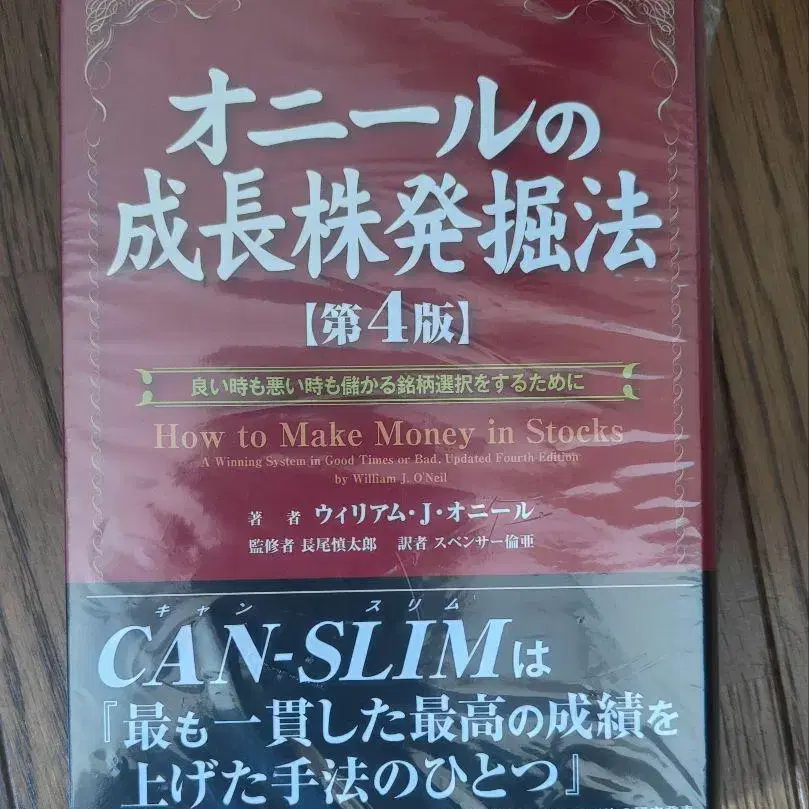 オニールの
成長株発掘法
【第4版】
良い時も悪い時も儲かる銘柄選択をするために
How to Make Money in Stocks
A Winning System in Good Times or Bad, Updated Fourth Edition
by William J. O'Neil
著者 ウィリアム・J・オニール
監修者 長尾慎太郎 訳者 スペンサー倫亜
キャン スリム
CAN-SLIMは
『最も一貫した最高の成績を
上げた手法のひとつ』